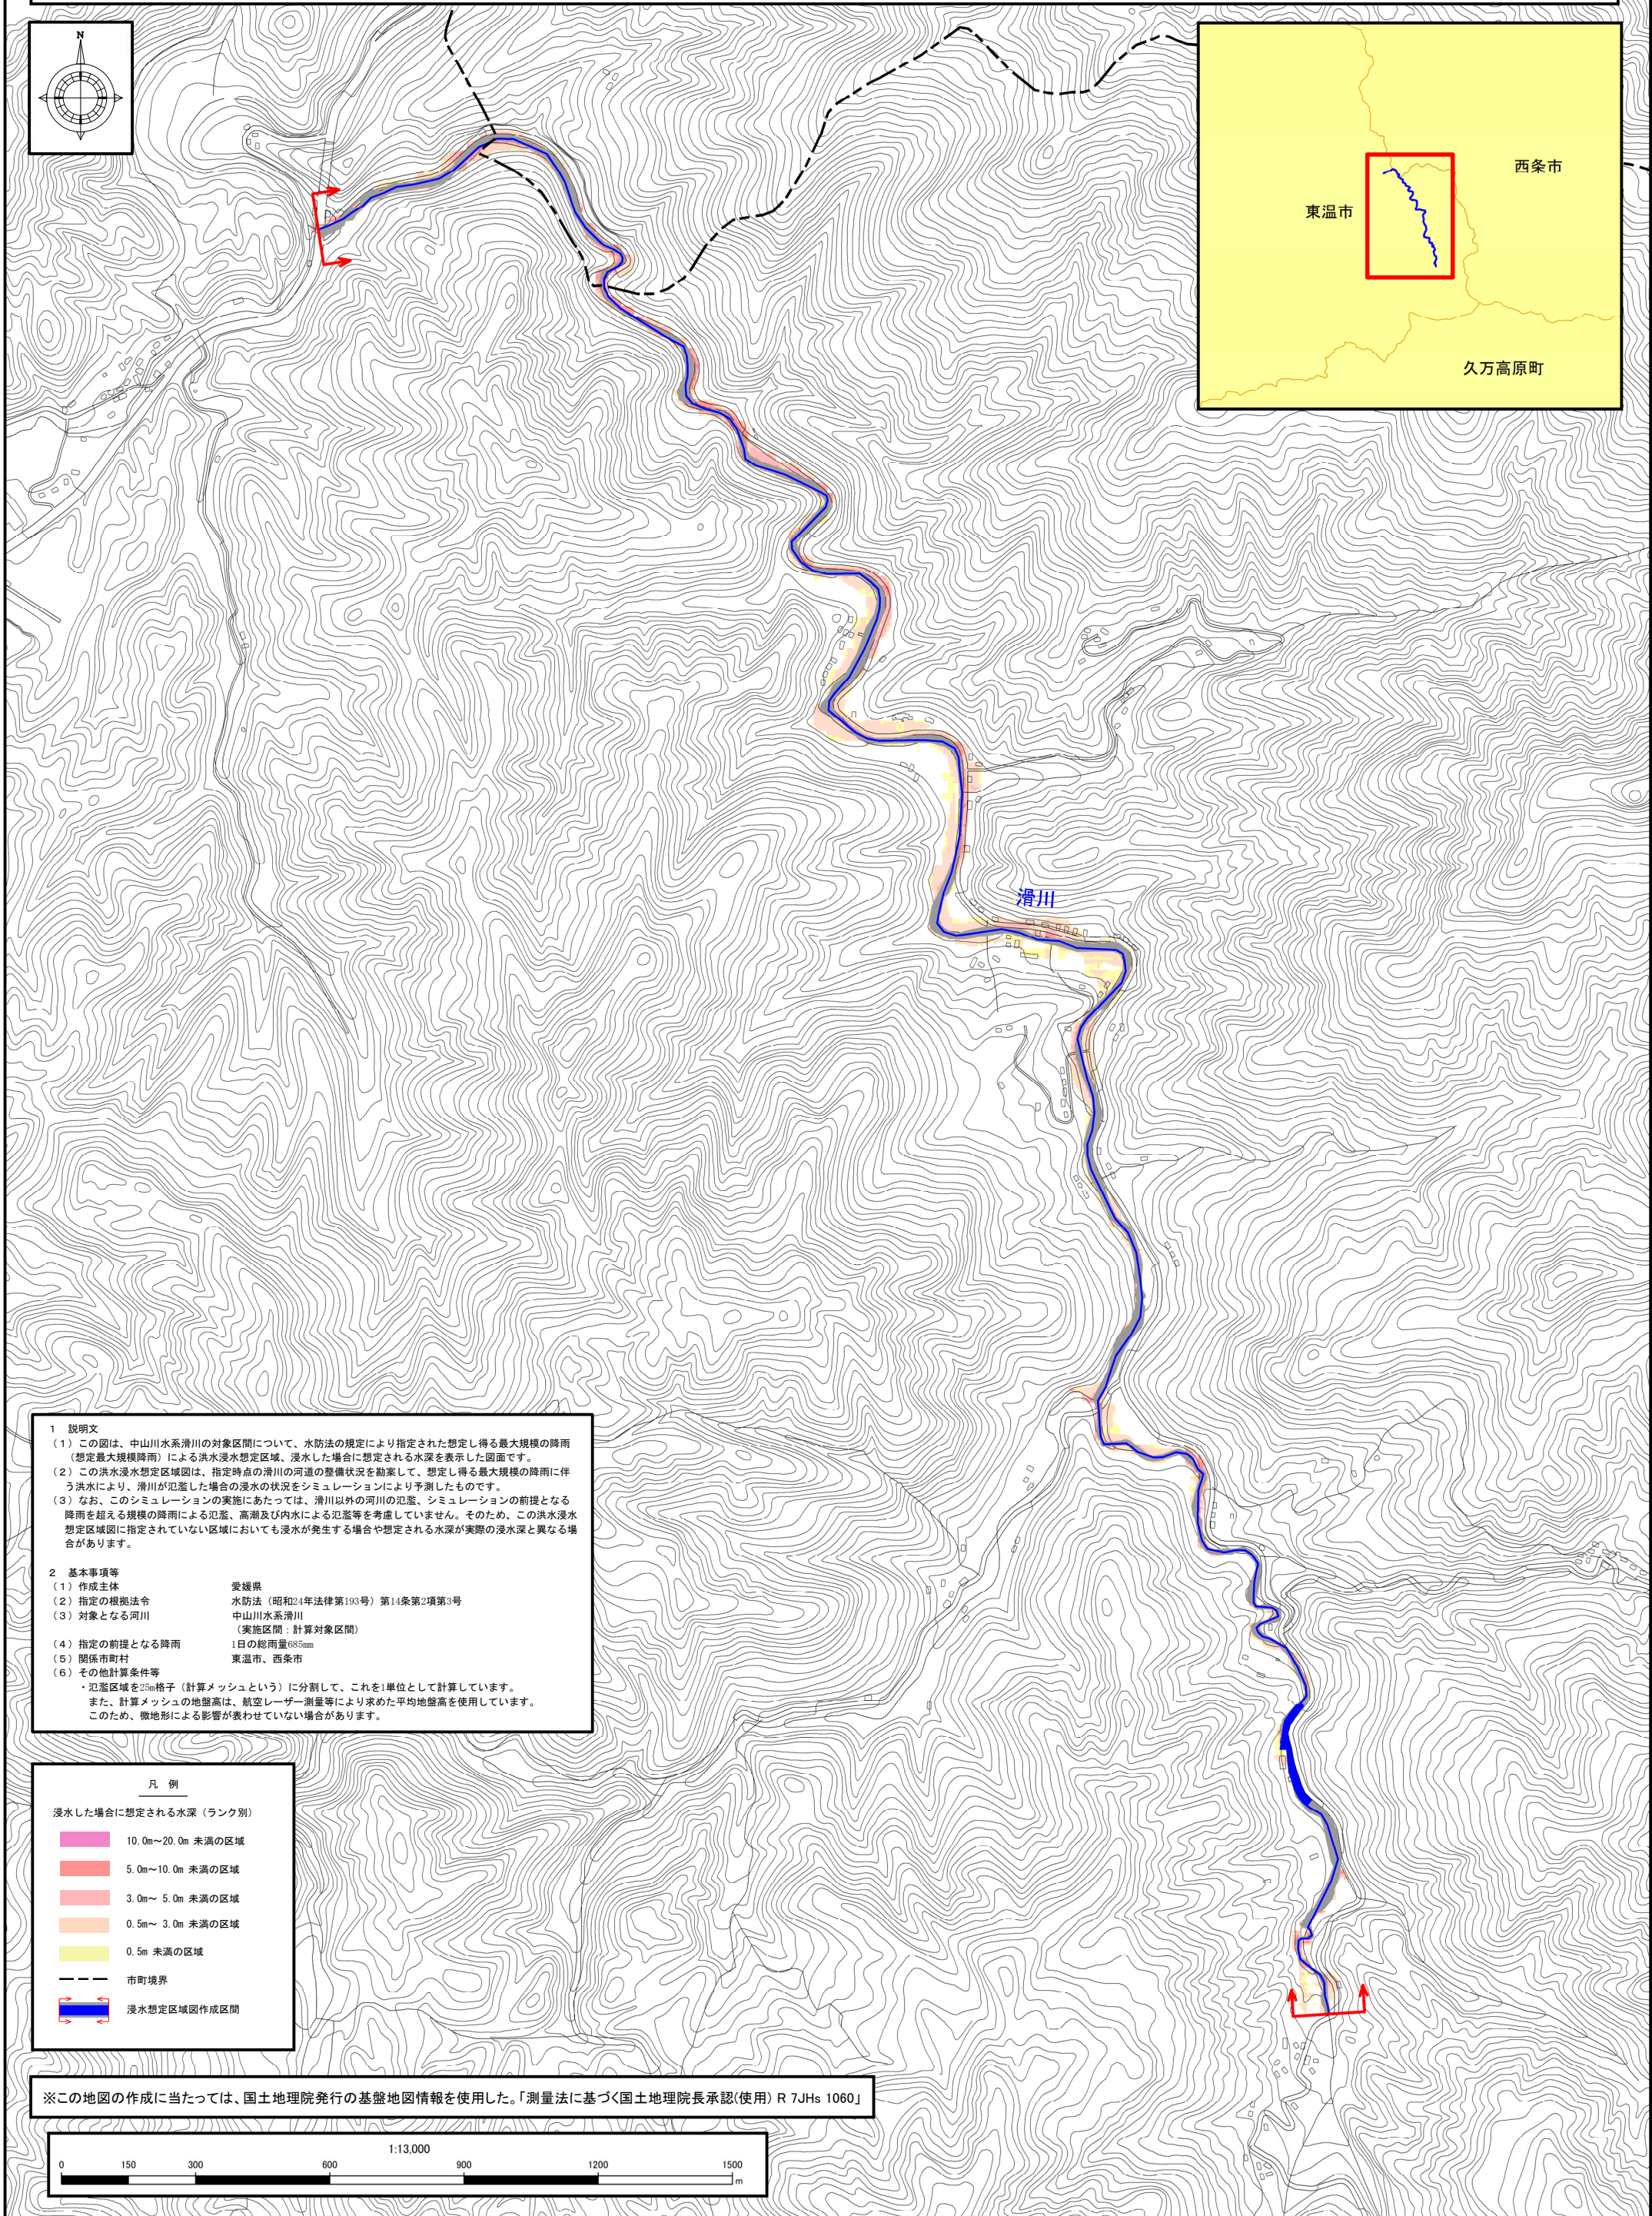 N
西条市
東温市
久万高原町
滑川
1　説明文
（1）この図は、中山川水系滑川の対象区間について、水防法の規定により指定された想定し得る最大規模の降雨
（想定最大規模降雨）による洪水浸水想定区域、浸水した場合に想定される水深を表示した図面です。
（2）この洪水浸水想定区域図は、指定時点の滑川の河道の整備状況を勘案して、想定し得る最大規模の降雨に伴
う洪水により、滑川が氾濫した場合の浸水の状況をシミュレーションにより予測したものです。
（3）なお、このシミュレーションの実施にあたっては、滑川以外の河川の氾濫、シミュレーションの前提となる
降雨を超える規模の降雨による氾濫、高潮及び内水による氾濫等を考慮していません。そのため、この洪水浸水
想定区域図に指定されていない区域においても浸水が発生する場合や想定される水深が実際の浸水深と異なる場
合があります。
2　基本事項等
（1）作成主体　愛媛県
（2）指定の根拠法令　水防法（昭和24年法律第193号）第14条第2項第3号
（3）対象となる河川　中山川水系滑川
（実施区間：計算対象区間）
（4）指定の前提となる降雨　1日の総雨量685mm
（5）関係市町村　東温市、西条市
（6）その他計算条件等
・氾濫区域を25m格子（計算メッシュという）に分割して、これを1単位として計算しています。
また、計算メッシュの地盤高は、航空レーザー測量等により求めた平均地盤高を使用しています。
このため、微地形による影響が表わせていない場合があります。
凡　例
浸水した場合に想定される水深（ランク別）
10.0m～20.0m 未満の区域
5.0m～10.0m 未満の区域
3.0m～ 5.0m 未満の区域
0.5m～ 3.0m 未満の区域
0.5m 未満の区域
市町境界
浸水想定区域図作成区間
※この地図の作成に当たっては、国土地理院発行の基盤地図情報を使用した。「測量法に基づく国土地理院長承認(使用) R 7JHs 1060」
1:13,000
0 150 300 600 900 1200 1500
m